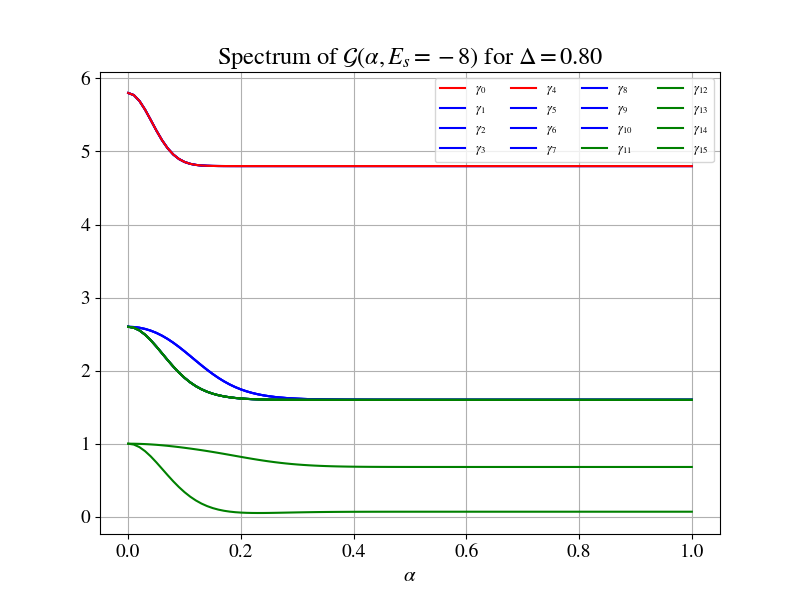 Spectrum of 𝒢(α, E_s = −8) for Δ = 0.80
γ₀ γ₄ γ₈ γ₁₂
γ₁ γ₅ γ₉ γ₁₃
γ₂ γ₆ γ₁₀ γ₁₄
γ₃ γ₇ γ₁₁ γ₁₅
6
5
4
3
2
1
0
0.0 0.2 0.4 0.6 0.8 1.0
α